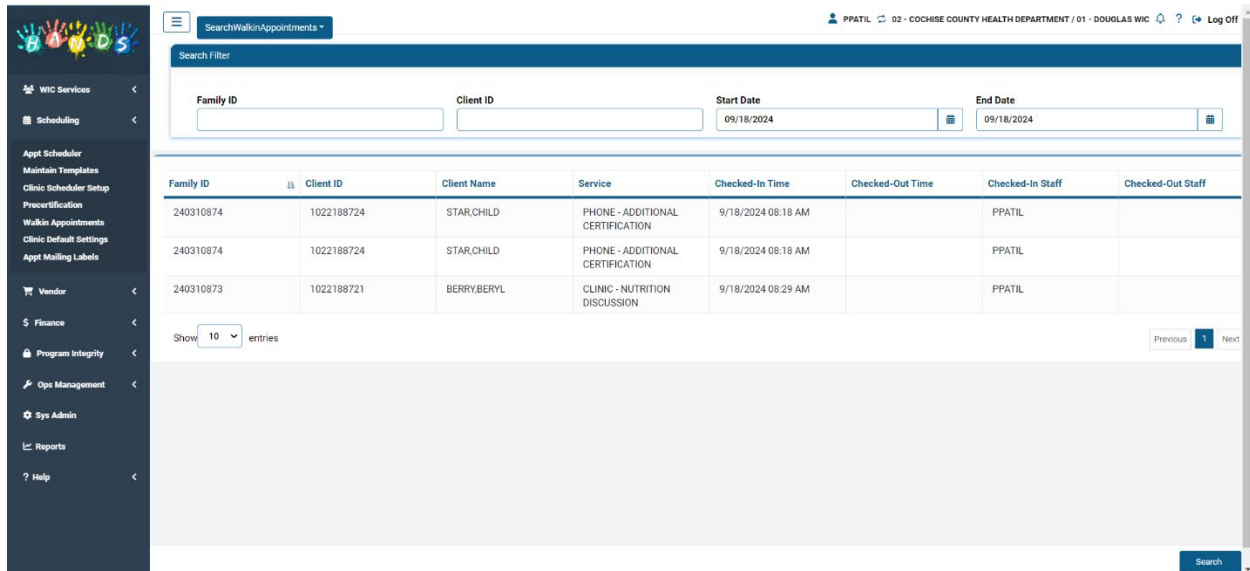 HANDS
SearchWalkinAppointments
PPATIL 02 - COCHISE COUNTY HEALTH DEPARTMENT / 01 - DOUGLAS WIC ? Log Off
Search Filter
Family ID Client ID Start Date End Date
09/18/2024 09/18/2024
WIC Services
Scheduling
Appt Scheduler
Maintain Templates
Clinic Scheduler Setup
Precertification
Walkin Appointments
Clinic Default Settings
Appt Mailing Labels
Vendor
$ Finance
Program Integrity
Ops Management
Sys Admin
Reports
? Help
Family ID Client ID Client Name Service Checked-In Time Checked-Out Time Checked-In Staff Checked-Out Staff
240310874 1022188724 STAR,CHILD PHONE - ADDITIONAL 9/18/2024 08:18 AM PPATIL
CERTIFICATION
240310874 1022188724 STAR,CHILD PHONE - ADDITIONAL 9/18/2024 08:18 AM PPATIL
CERTIFICATION
240310873 1022188721 BERRY,BERYL CLINIC - NUTRITION 9/18/2024 08:29 AM PPATIL
DISCUSSION
Show 10 entries
Previous 1 Next
Search